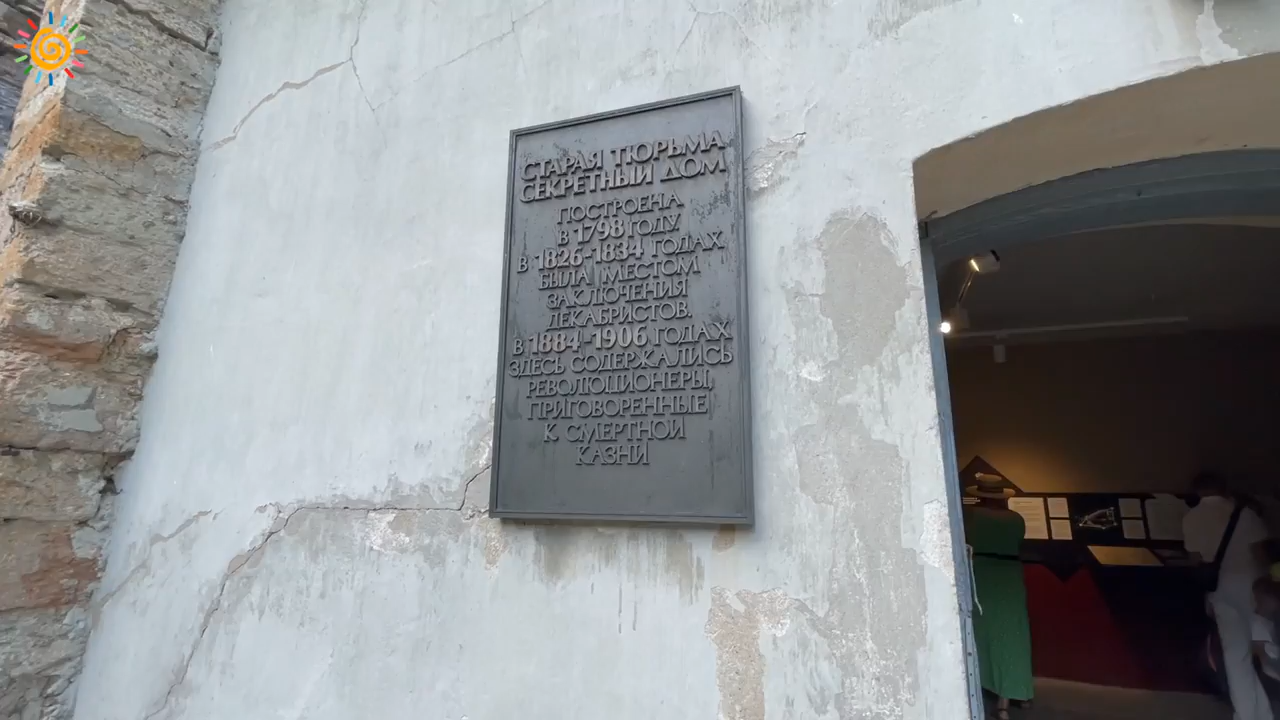 СТАРАЯ ТЮРЬМА
СЕКРЕТНЫЙ ДОМ
ПОСТРОЕНА
В 1798 ГОДУ.
В 1826-1834 ГОДАХ
БЫЛА МЕСТОМ
ЗАКЛЮЧЕНИЯ
ДЕКАБРИСТОВ.
В 1884-1906 ГОДАХ
ЗДЕСЬ СОДЕРЖАЛИСЬ
РЕВОЛЮЦИОНЕРЫ,
ПРИГОВОРЕННЫЕ
К СМЕРТНОЙ
КАЗНИ